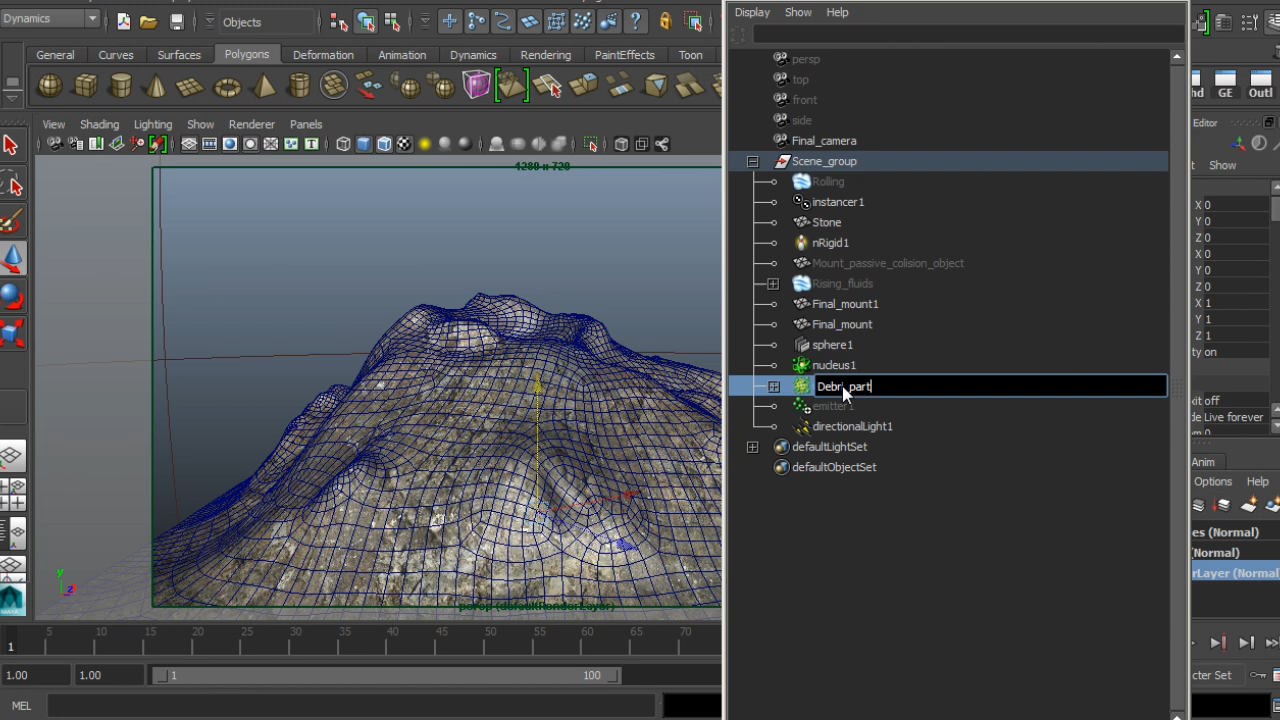 Dynamics
Objects
General Curves Surfaces Polygons Deformation Animation Dynamics Rendering PaintEffects Toon
View Shading Lighting Show Renderer Panels
1280 x 720
persp (defaultRenderLayer)
y
z
5 10 15 20 25 30 35 40 45 50 55 60 65 70
1
1.00 1.00 1 100
MEL
Display Show Help
persp
top
front
side
Final_camera
Scene_group
Rolling
instancer1
Stone
nRigid1
Mount_passive_colision_object
Rising_fluids
Final_mount1
Final_mount
sphere1
nucleus1
part
emitter1
directionalLight1
defaultLightSet
defaultObjectSet
GE Outl
Editor
Show
X 0
Y 0
Z 0
X 0
Y 0
Z 0
X 1
Y 1
Z 1
ty on
Live forever
Anim
Options Help
es (Normal)
(Normal)
rLayer (Normal
cter Set